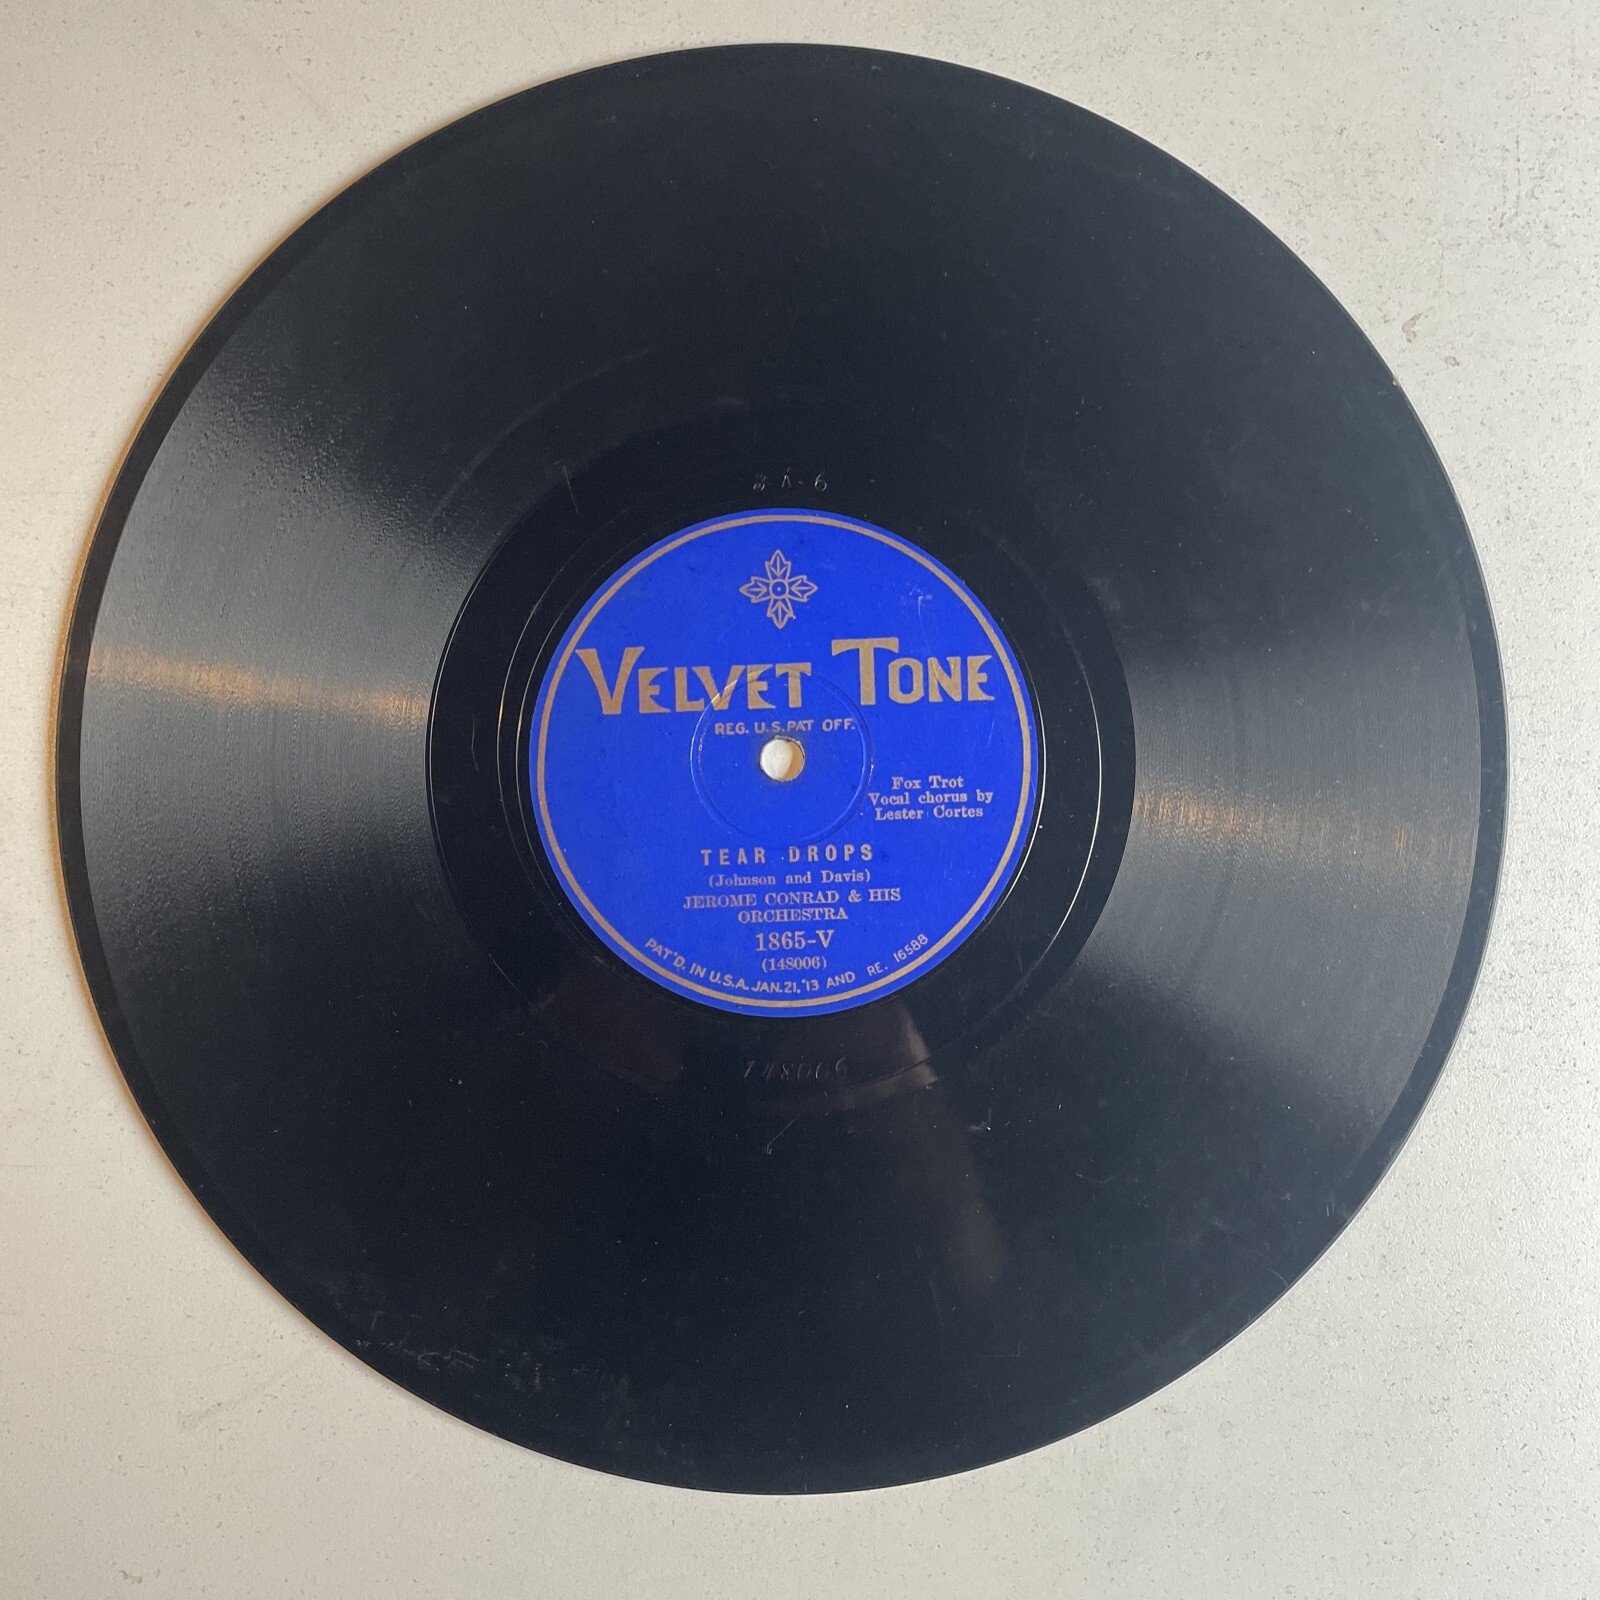 VELVET TONE
REG. U.S. PAT OFF.
Fox Trot
Vocal chorus by
Lester Cortes
TEAR DROPS
(Johnson and Davis)
JEROME CONRAD & HIS
ORCHESTRA
1865-V
(148006)
PAT'D. IN U.S.A. JAN. 21, '13 AND RE. 16588
148006